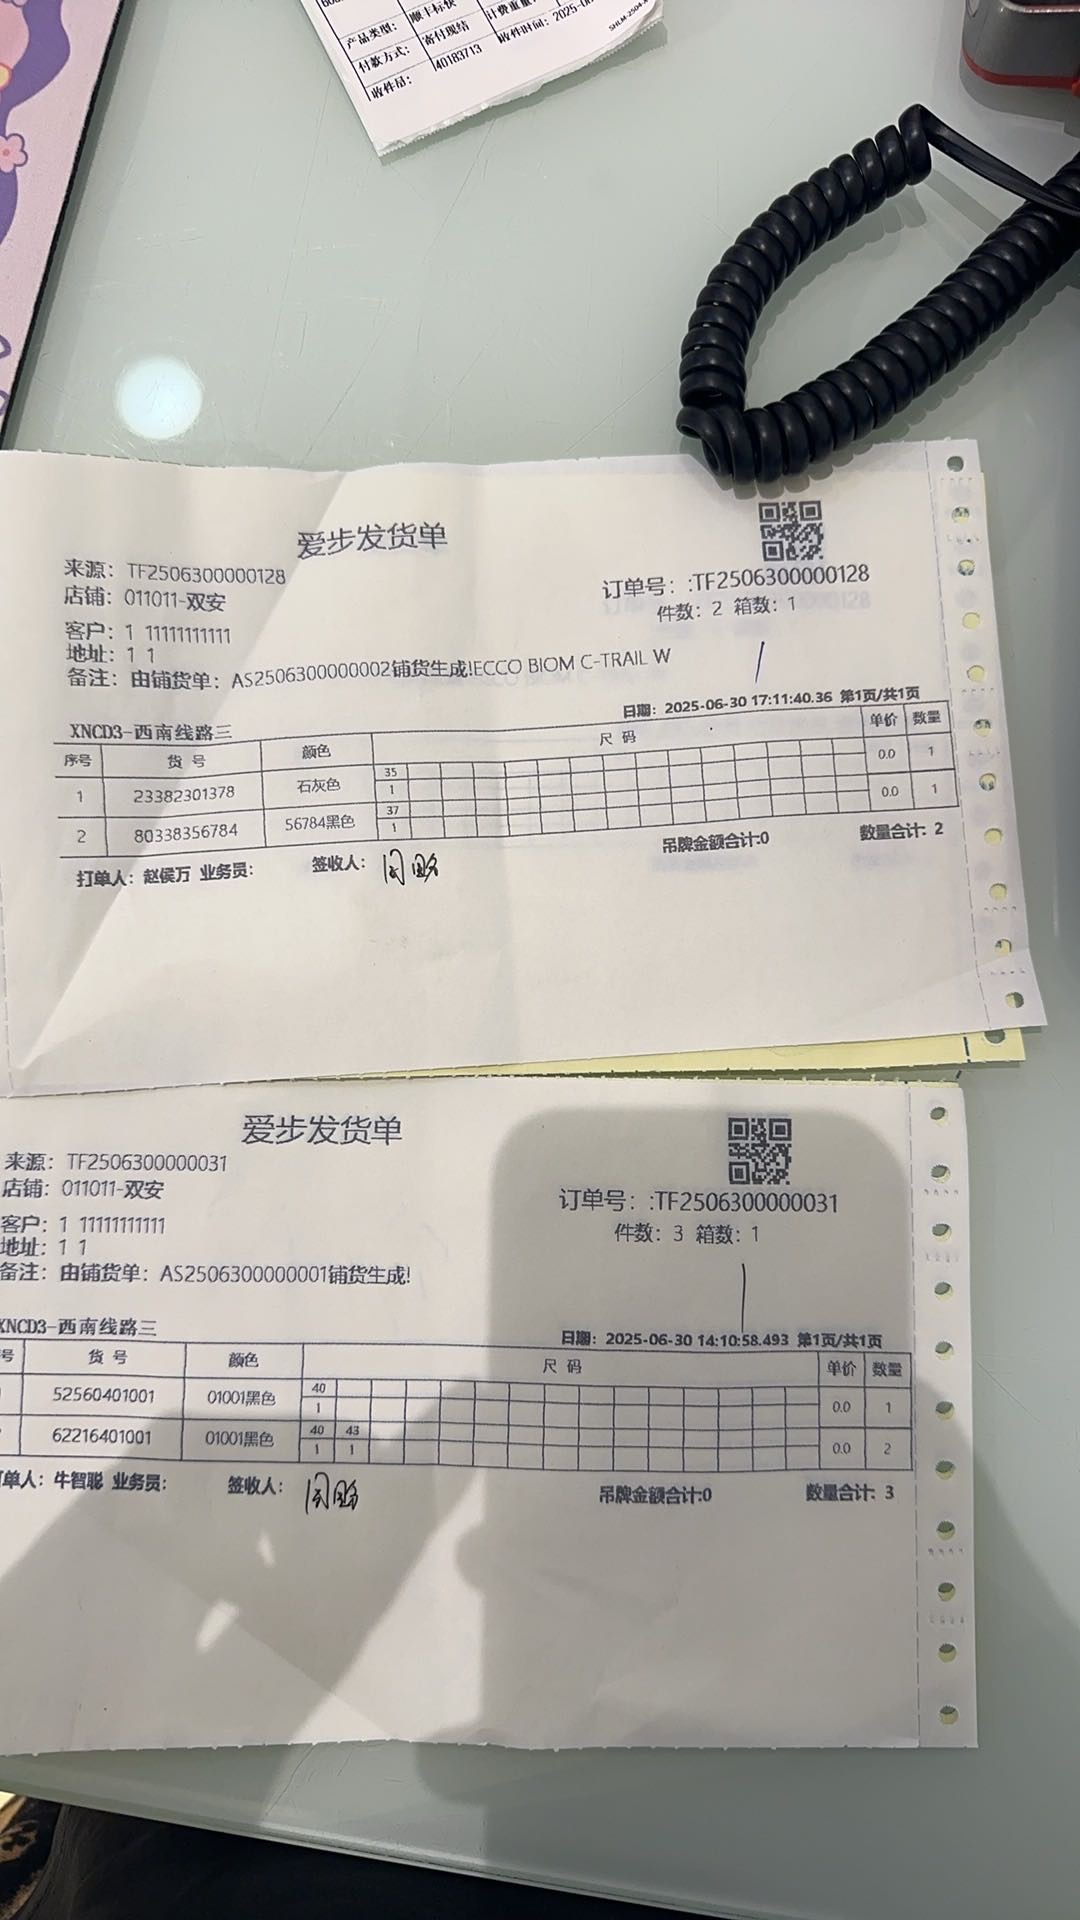 产品类型： 顺丰标快 计费重量
付款方式： 寄付现结 收件时间：2025-0
收件员： 40183713
SHLM-2504-
爱步发货单
来源： TF2506300000128
店铺： 011011-双安
客户： 1 11111111111
地址： 1 1
备注： 由铺货单： AS2506300000002铺货生成!ECCO BIOM C-TRAIL W
订单号： :TF2506300000128
件数： 2 箱数： 1
日期： 2025-06-30 17:11:40.36 第1页/共1页
XNCD3-西南线路三
序号 货 号 颜色 尺 码 单价 数量
1 23382301378 石灰色 35 1 0.0 1
2 80338356784 56784黑色 37 1 0.0 1
打单人： 赵侯万 业务员： 签收人： 吊牌金额合计:0 数量合计： 2
爱步发货单
来源： TF2506300000031
店铺： 011011-双安
客户： 1 11111111111
地址： 1 1
备注： 由铺货单： AS2506300000001铺货生成!
订单号： :TF2506300000031
件数： 3 箱数： 1
日期： 2025-06-30 14:10:58.493 第1页/共1页
XNCD3-西南线路三
号 货 号 颜色 尺 码 单价 数量
52560401001 01001黑色 40 1 0.0 1
62216401001 01001黑色 40 43 1 1 0.0 2
单人： 牛智聪 业务员： 签收人： 吊牌金额合计:0 数量合计： 3